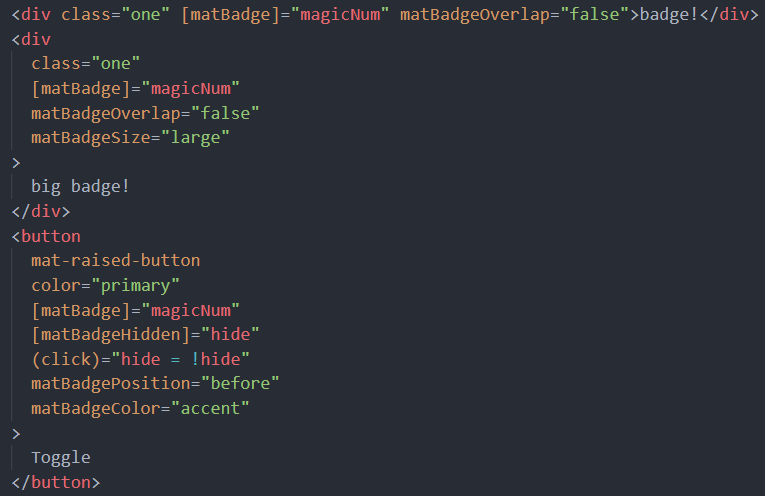 <div class="one" [matBadge]="magicNum" matBadgeOverlap="false">badge!</div>
<div
  class="one"
  [matBadge]="magicNum"
  matBadgeOverlap="false"
  matBadgeSize="large"
>
  big badge!
</div>
<button
  mat-raised-button
  color="primary"
  [matBadge]="magicNum"
  [matBadgeHidden]="hide"
  (click)="hide = !hide"
  matBadgePosition="before"
  matBadgeColor="accent"
>
  Toggle
</button>